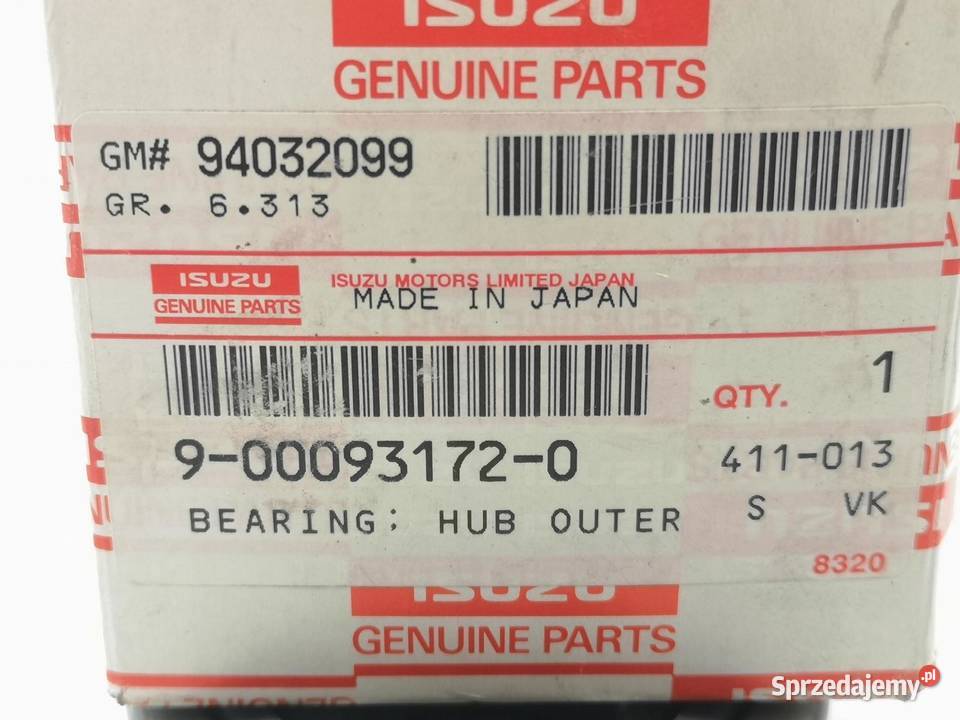 ISUZU
GENUINE PARTS
GM# 94032099
GR. 6.313
ISUZU
GENUINE PARTS
ISUZU MOTORS LIMITED JAPAN
MADE IN JAPAN
QTY. 1
9-00093172-0
411-013
BEARING; HUB OUTER
S VK
8320
ISUZU
GENUINE PARTS
Sprzedajemy.pl